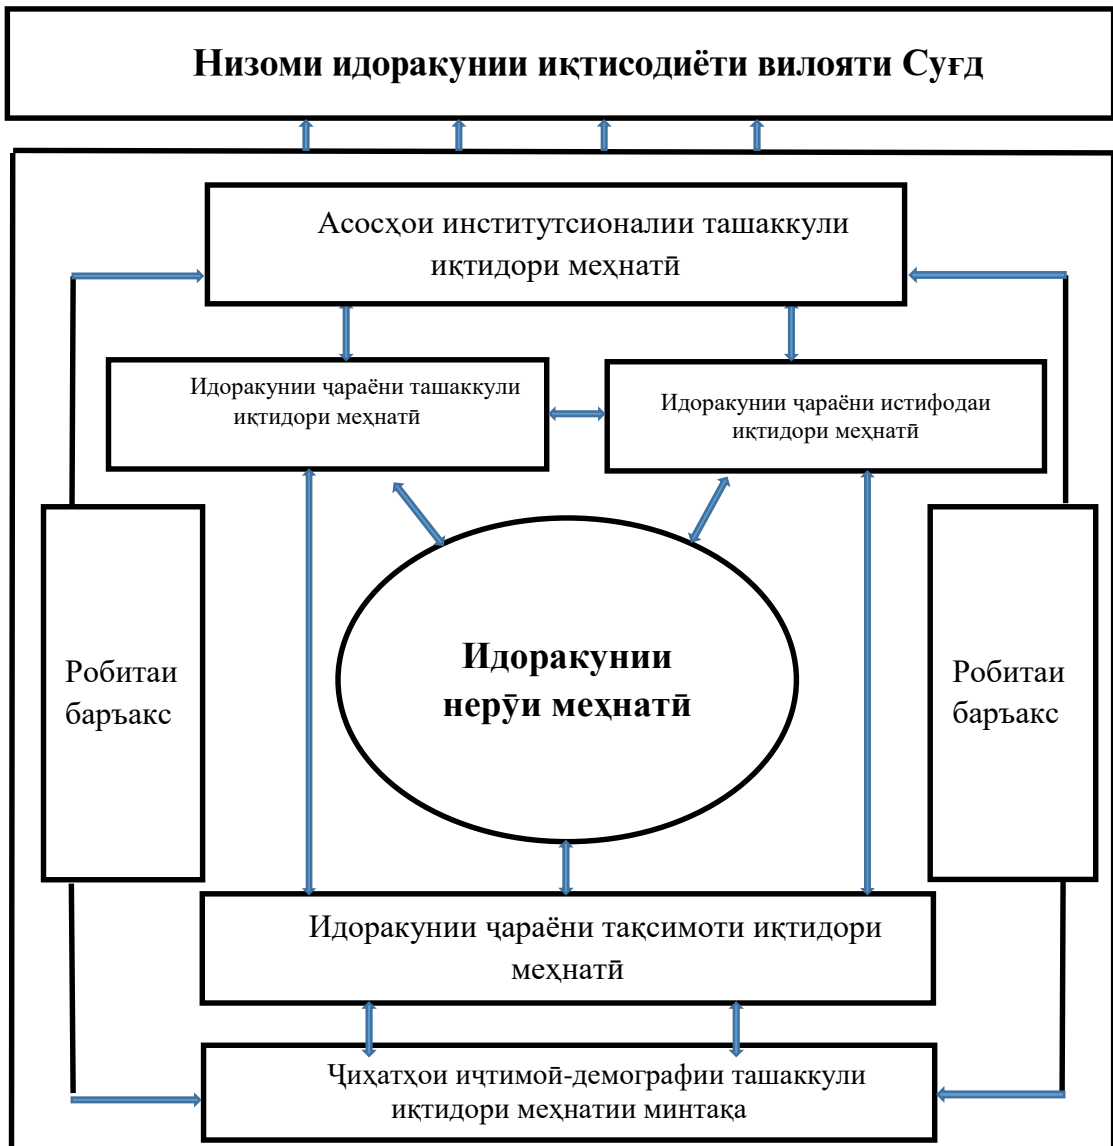 Низоми идоракунии иқтисодиёти вилояти Суғд
Асосҳои институтсионалии ташаккули
иқтидори меҳнатӣ
Идоракунии ҷараёни ташаккули
иқтидори меҳнатӣ
Идоракунии ҷараёни истифодаи
иқтидори меҳнатӣ
Робитаи
баръакс
Идоракунии
нерӯи меҳнатӣ
Робитаи
баръакс
Идоракунии ҷараёни тақсимоти иқтидори
меҳнатӣ
Ҷиҳатҳои иҷтимоӣ-демографии ташаккули
иқтидори меҳнатии минтақа